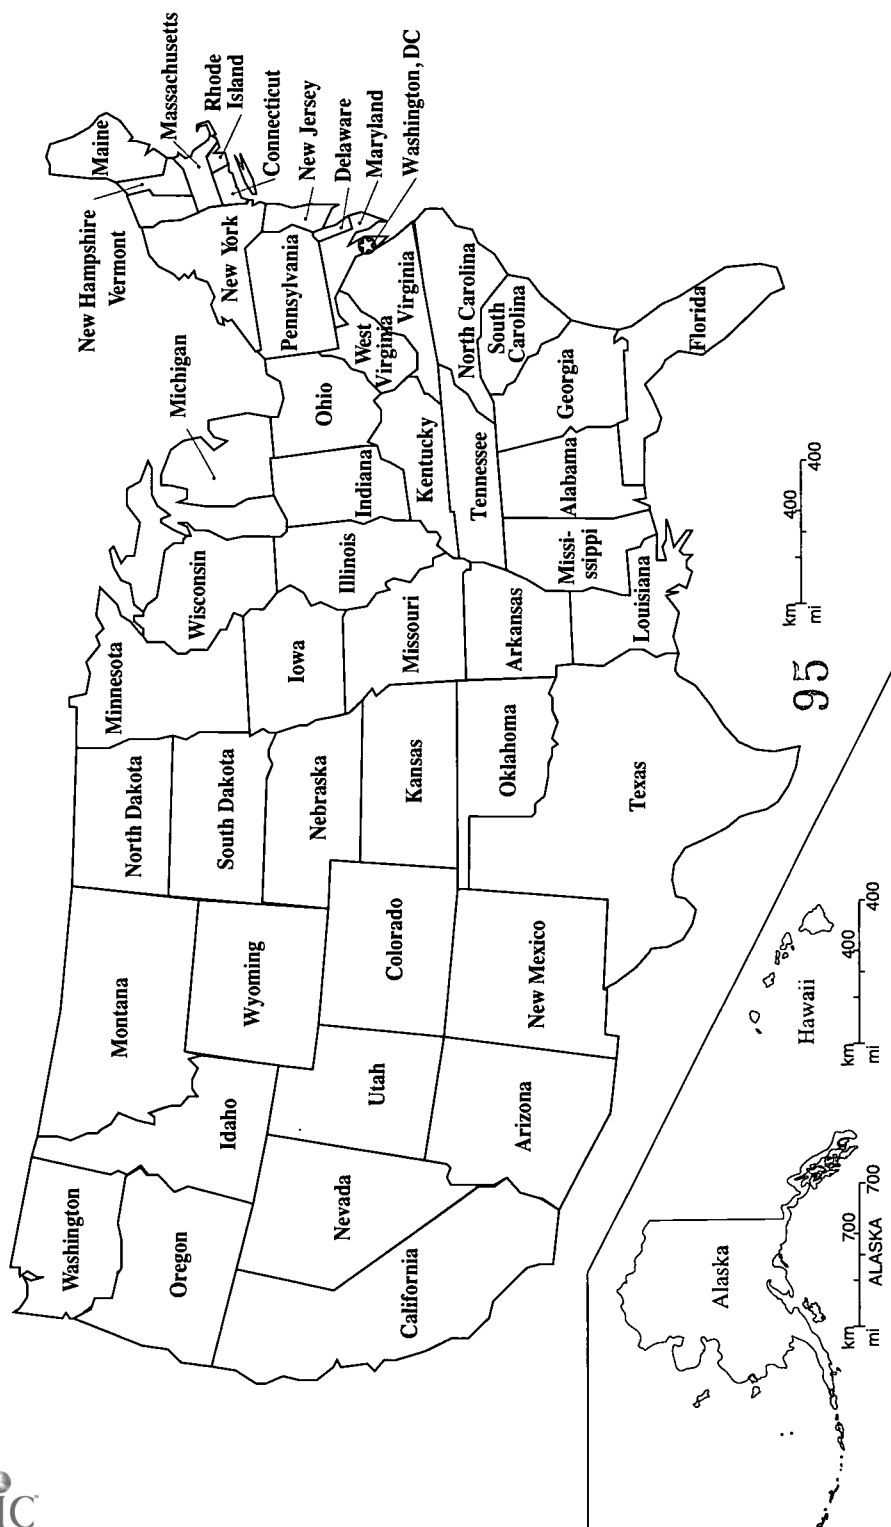 Washington
Oregon
California
Nevada
Idaho
Montana
Wyoming
Utah
Arizona
Colorado
New Mexico
North Dakota
South Dakota
Nebraska
Kansas
Oklahoma
Texas
Minnesota
Iowa
Missouri
Arkansas
Louisiana
Wisconsin
Illinois
Michigan
Indiana
Ohio
Kentucky
Tennessee
Missi-
ssippi
Alabama
Georgia
Florida
South
Carolina
North Carolina
Virginia
West
Virginia
Pennsylvania
New York
New Hampshire
Vermont
Maine
Massachusetts
Rhode
Island
Connecticut
New Jersey
Delaware
Maryland
Washington, DC
Alaska
km 700
mi 700
ALASKA
Hawaii
km 400
mi 400
km 400
mi 400
95
IC